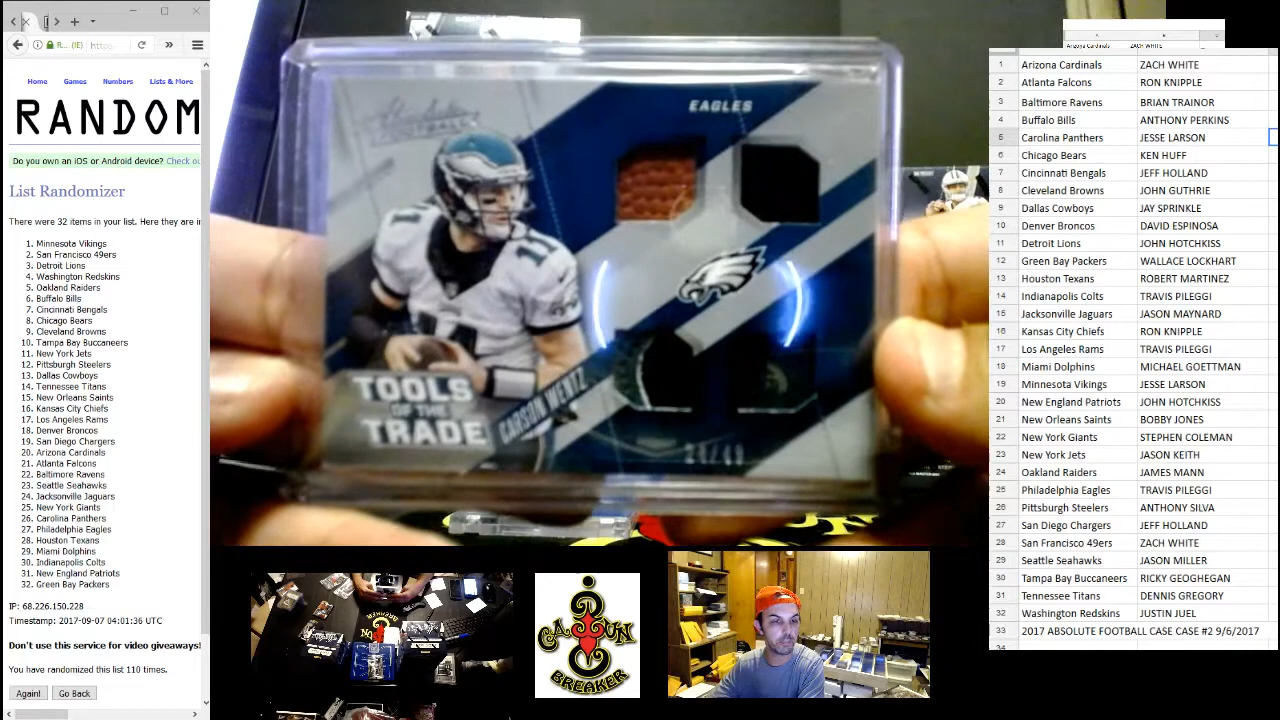 R... (IE) https:
Home Games Numbers Lists & More
RANDOM
Do you own an iOS or Android device? Check ou
List Randomizer
There were 32 items in your list. Here they are i
1. Minnesota Vikings
2. San Francisco 49ers
3. Detroit Lions
4. Washington Redskins
5. Oakland Raiders
6. Buffalo Bills
7. Cincinnati Bengals
8. Chicago Bears
9. Cleveland Browns
10. Tampa Bay Buccaneers
11. New York Jets
12. Pittsburgh Steelers
13. Dallas Cowboys
14. Tennessee Titans
15. New Orleans Saints
16. Kansas City Chiefs
17. Los Angeles Rams
18. Denver Broncos
19. San Diego Chargers
20. Arizona Cardinals
21. Atlanta Falcons
22. Baltimore Ravens
23. Seattle Seahawks
24. Jacksonville Jaguars
25. New York Giants
26. Carolina Panthers
27. Philadelphia Eagles
28. Houston Texans
29. Miami Dolphins
30. Indianapolis Colts
31. New England Patriots
32. Green Bay Packers
IP: 68.226.150.228
Timestamp: 2017-09-07 04:01:36 UTC
Don't use this service for video giveaways!
You have randomized this list 110 times.
Again! Go Back
Absolute
FOOTBALL
EAGLES
11
11
11
TOOLS
OF THE
TRADE
CARSON WENTZ
CAJUN
BREAKER
Arizona Cardinals ZACH WHITE
1 Arizona Cardinals ZACH WHITE
2 Atlanta Falcons RON KNIPPLE
3 Baltimore Ravens BRIAN TRAINOR
4 Buffalo Bills ANTHONY PERKINS
5 Carolina Panthers JESSE LARSON
6 Chicago Bears KEN HUFF
7 Cincinnati Bengals JEFF HOLLAND
8 Cleveland Browns JOHN GUTHRIE
9 Dallas Cowboys JAY SPRINKLE
10 Denver Broncos DAVID ESPINOSA
11 Detroit Lions JOHN HOTCHKISS
12 Green Bay Packers WALLACE LOCKHART
13 Houston Texans ROBERT MARTINEZ
14 Indianapolis Colts TRAVIS PILEGGI
15 Jacksonville Jaguars JASON MAYNARD
16 Kansas City Chiefs RON KNIPPLE
17 Los Angeles Rams TRAVIS PILEGGI
18 Miami Dolphins MICHAEL GOETTMAN
19 Minnesota Vikings JESSE LARSON
20 New England Patriots JOHN HOTCHKISS
21 New Orleans Saints BOBBY JONES
22 New York Giants STEPHEN COLEMAN
23 New York Jets JASON KEITH
24 Oakland Raiders JAMES MANN
25 Philadelphia Eagles TRAVIS PILEGGI
26 Pittsburgh Steelers ANTHONY SILVA
27 San Diego Chargers JEFF HOLLAND
28 San Francisco 49ers ZACH WHITE
29 Seattle Seahawks JASON MILLER
30 Tampa Bay Buccaneers RICKY GEOGHEGAN
31 Tennessee Titans DENNIS GREGORY
32 Washington Redskins JUSTIN JUEL
33 2017 ABSOLUTE FOOTBALL CASE CASE #2 9/6/2017
34